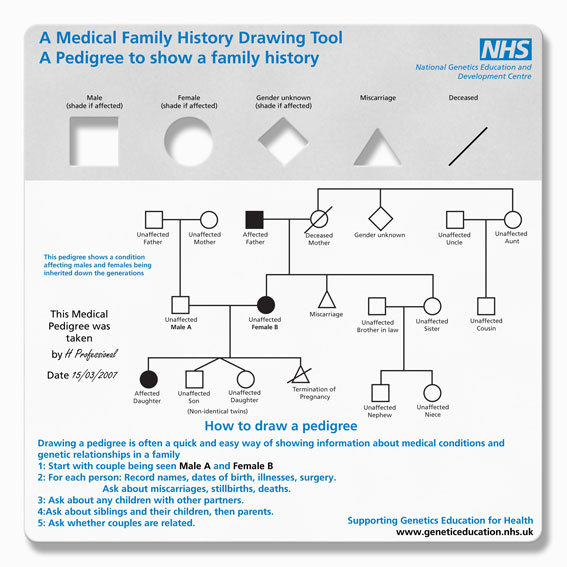 A Medical Family History Drawing Tool
A Pedigree to show a family history
NHS
National Genetics Education and
Development Centre
Male
(shade if affected)
Female
(shade if affected)
Gender unknown
(shade if affected)
Miscarriage
Deceased
Unaffected
Father
Unaffected
Mother
Affected
Father
Deceased
Mother
Gender unknown
Unaffected
Uncle
Unaffected
Aunt
This pedigree shows a condition
affecting males and females being
inherited down the generations
Unaffected
Male A
Unaffected
Female B
Miscarriage
Unaffected
Brother in law
Unaffected
Sister
Unaffected
Cousin
This Medical
Pedigree was
taken
by H Professional
Date 15/03/2007
Affected
Daughter
Unaffected
Son
Unaffected
Daughter
(Non-identical twins)
Termination of
Pregnancy
Unaffected
Nephew
Unaffected
Niece
How to draw a pedigree
Drawing a pedigree is often a quick and easy way of showing information about medical conditions and
genetic relationships in a family
1: Start with couple being seen Male A and Female B
2: For each person: Record names, dates of birth, illnesses, surgery.
Ask about miscarriages, stillbirths, deaths.
3: Ask about any children with other partners.
4:Ask about siblings and their children, then parents.
5: Ask whether couples are related.
Supporting Genetics Education for Health
www.geneticeducation.nhs.uk